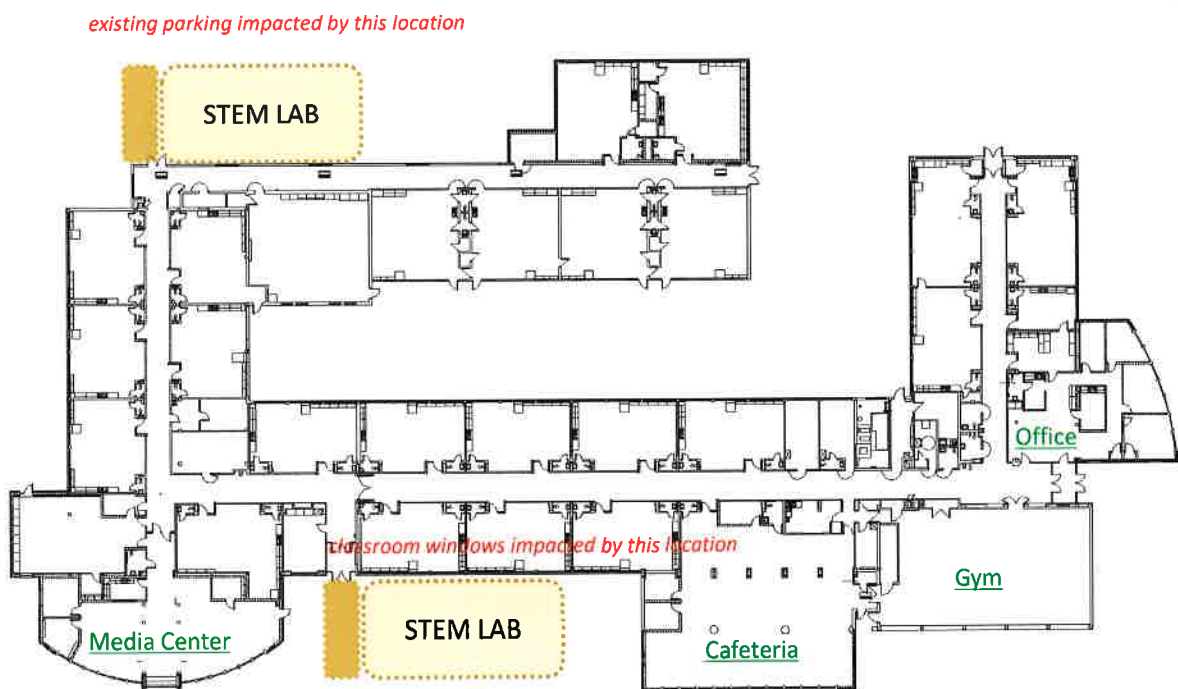 existing parking impacted by this location
STEM LAB
Office
classroom windows impacted by this location
Gym
STEM LAB
Media Center
Cafeteria